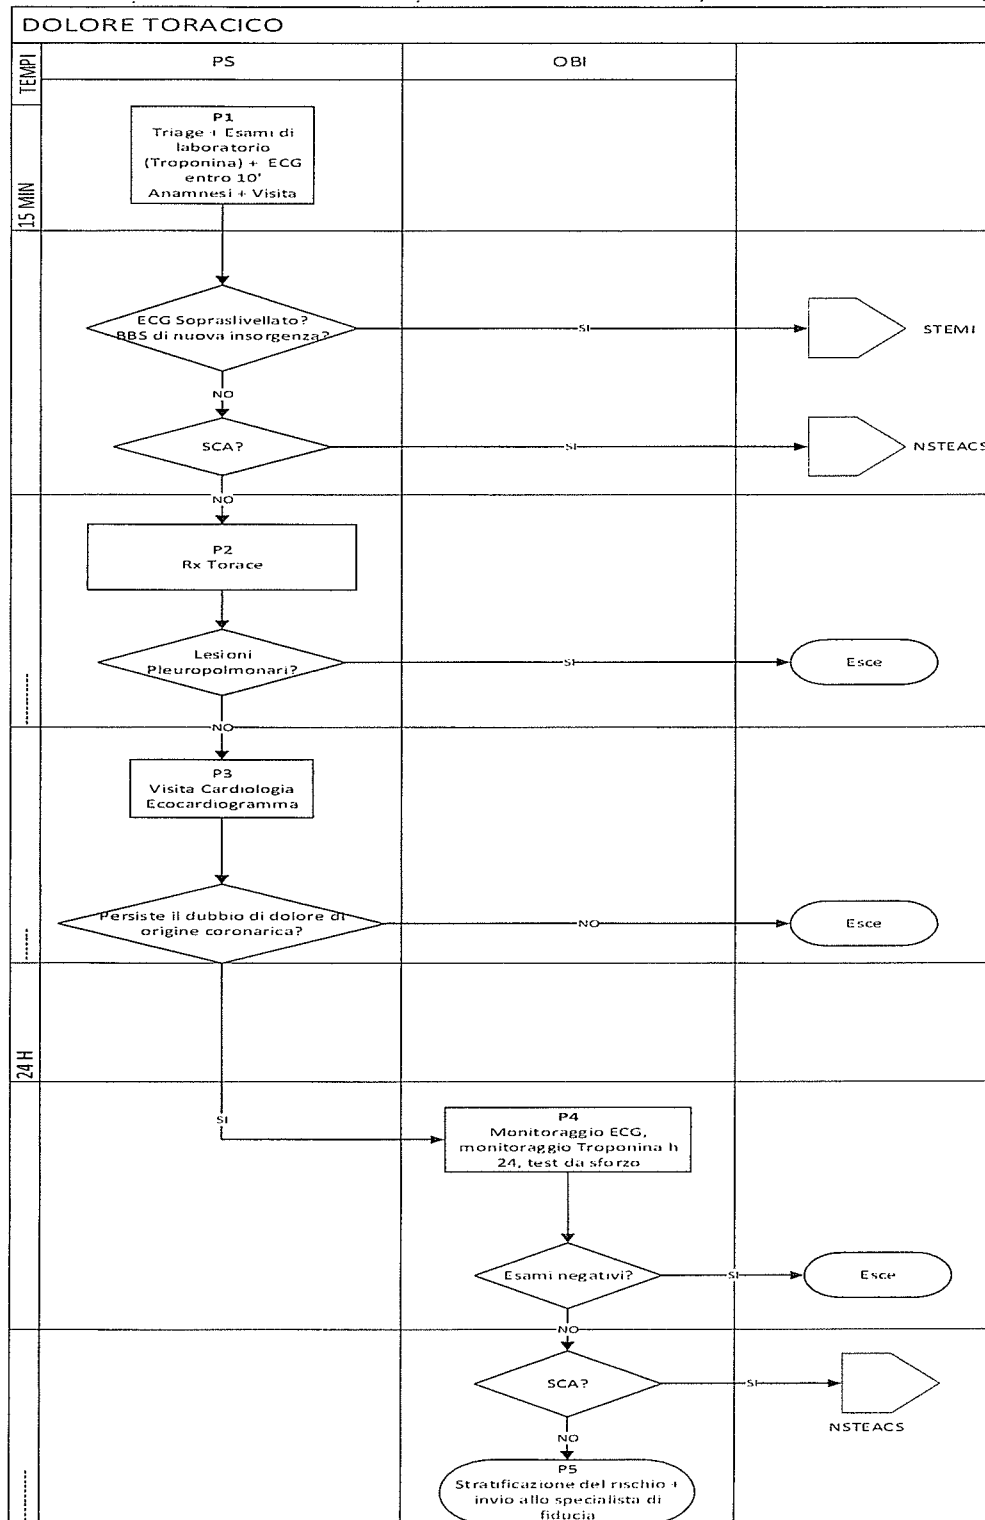 DOLORE TORACICO
TEMPI
PS
OBI
15 MIN
P1
Triage + Esami di
laboratorio
(Troponina) + ECG
entro 10'
Anamnesi + Visita
ECG Sopraslivellato?
BBS di nuova insorgenza?
SI
STEMI
NO
SCA?
SI
NSTEACS
NO
P2
Rx Torace
Lesioni
Pleuropolmonari?
SI
Esce
NO
P3
Visita Cardiologia
Ecocardiogramma
Persiste il dubbio di dolore di
origine coronarica?
NO
Esce
24 H
SI
P4
Monitoraggio ECG,
monitoraggio Troponina h
24, test da sforzo
Esami negativi?
SI
Esce
NO
SCA?
SI
NSTEACS
NO
P5
Stratificazione del rischio +
invio allo specialista di
fiducia